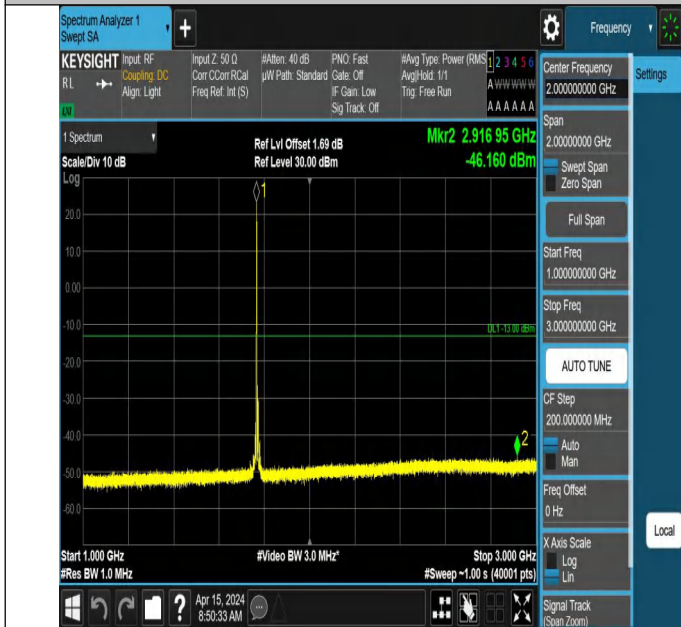 Spectrum Analyzer 1
Swept SA
+
Frequency
KEYSIGHT
RL
Input: RF
Coupling: DC
Align: Light
Input Z: 50 Ω
Corr CCorr RCal
Freq Ref: Int (S)
#Atten: 40 dB
µW Path: Standard
PNO: Fast
Gate: Off
IF Gain: Low
Sig Track: Off
#Avg Type: Power (RMS
Avg|Hold: 1/1
Trig: Free Run
1 2 3 4 5 6
A W W W W W
A A A A A A
1 Spectrum
Scale/Div 10 dB
Log
Ref Lvl Offset 1.69 dB
Ref Level 30.00 dBm
Mkr2 2.916 95 GHz
-46.160 dBm
1
20.0
10.0
0.00
-10.0
DL1 -13.00 dBm
-20.0
-30.0
-40.0
2
-50.0
-60.0
Start 1.000 GHz
#Res BW 1.0 MHz
#Video BW 3.0 MHz*
Stop 3.000 GHz
#Sweep ~1.00 s (40001 pts)
?
Apr 15, 2024
8:50:33 AM
Center Frequency
2.000000000 GHz
Settings
Span
2.00000000 GHz
Swept Span
Zero Span
Full Span
Start Freq
1.000000000 GHz
Stop Freq
3.000000000 GHz
AUTO TUNE
CF Step
200.000000 MHz
Auto
Man
Freq Offset
0 Hz
X Axis Scale
Log
Lin
Local
Signal Track
(Span Zoom)